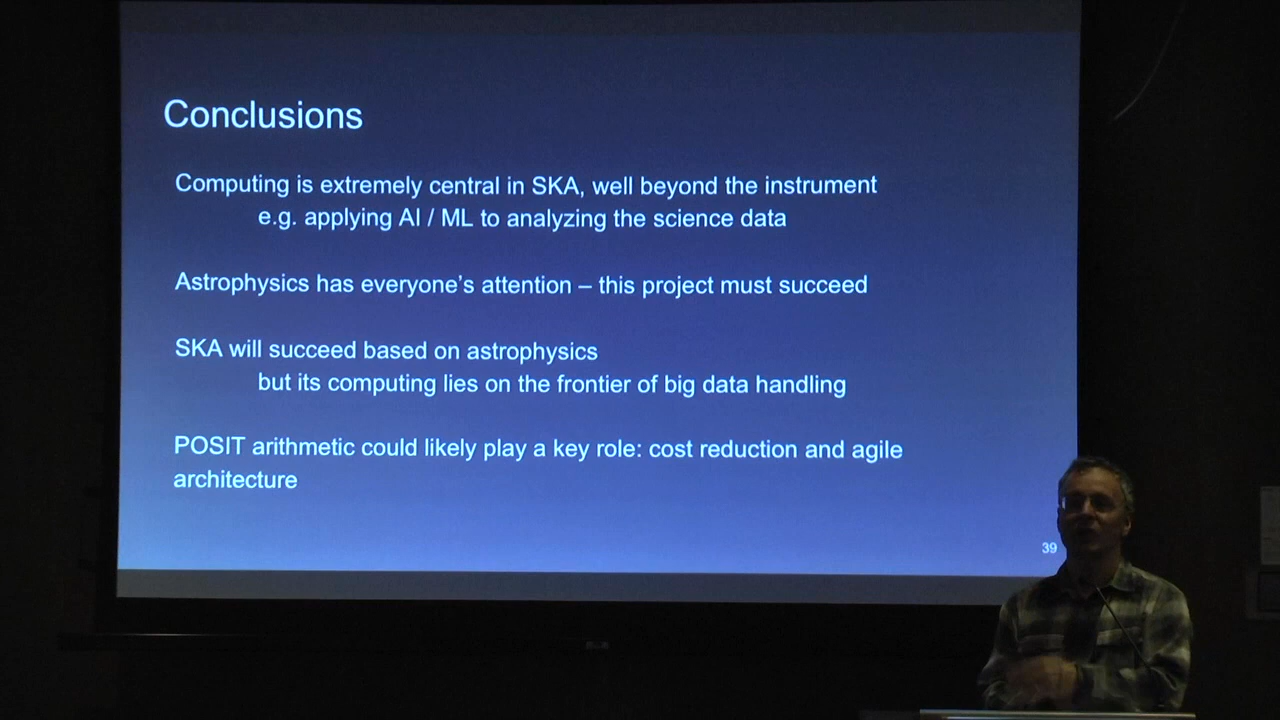 Conclusions
Computing is extremely central in SKA, well beyond the instrument
e.g. applying AI / ML to analyzing the science data
Astrophysics has everyone’s attention – this project must succeed
SKA will succeed based on astrophysics
but its computing lies on the frontier of big data handling
POSIT arithmetic could likely play a key role: cost reduction and agile
architecture
39